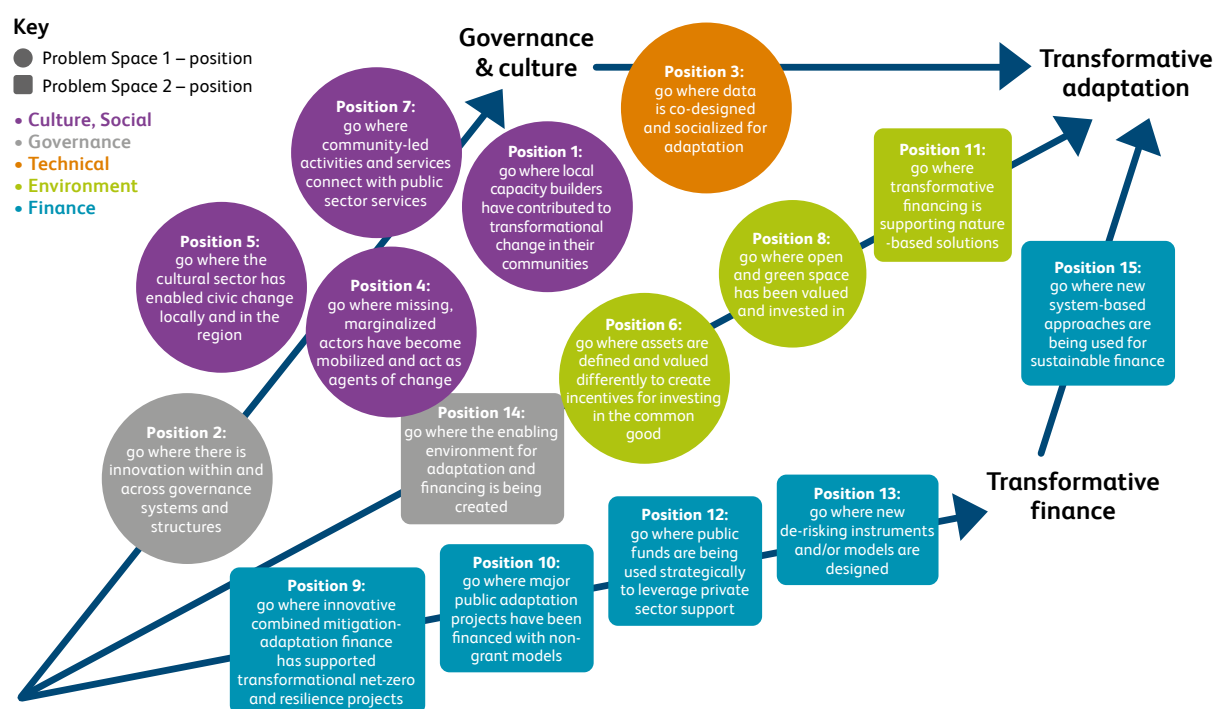 Key
Problem Space 1 – position
Problem Space 2 – position
• Culture, Social
• Governance
• Technical
• Environment
• Finance
Governance
& culture
Transformative
adaptation
Position 3:
go where data
is co-designed
and socialized for
adaptation
Position 7:
go where
community-led
activities and services
connect with public
sector services
Position 1:
go where local
capacity builders
have contributed to
transformational
change in their
communities
Position 11:
go where
transformative
financing is
supporting nature
-based solutions
Position 5:
go where the
cultural sector has
enabled civic change
locally and in the
region
Position 4:
go where missing,
marginalized
actors have become
mobilized and act as
agents of change
Position 8:
go where open
and green space
has been valued
and invested in
Position 15:
go where new
system-based
approaches are
being used for
sustainable finance
Position 6:
go where assets are
defined and valued
differently to create
incentives for investing
in the common
good
Position 2:
go where there is
innovation within and
across governance
systems and
structures
Position 14:
go where the enabling
environment for
adaptation and
financing is being
created
Transformative
finance
Position 13:
go where new
de-risking instruments
and/or models are
designed
Position 12:
go where public
funds are being
used strategically
to leverage private
sector support
Position 10:
go where major
public adaptation
projects have been
financed with non-
grant models
Position 9:
go where innovative
combined mitigation-
adaptation finance
has supported
transformational net-zero
and resilience projects